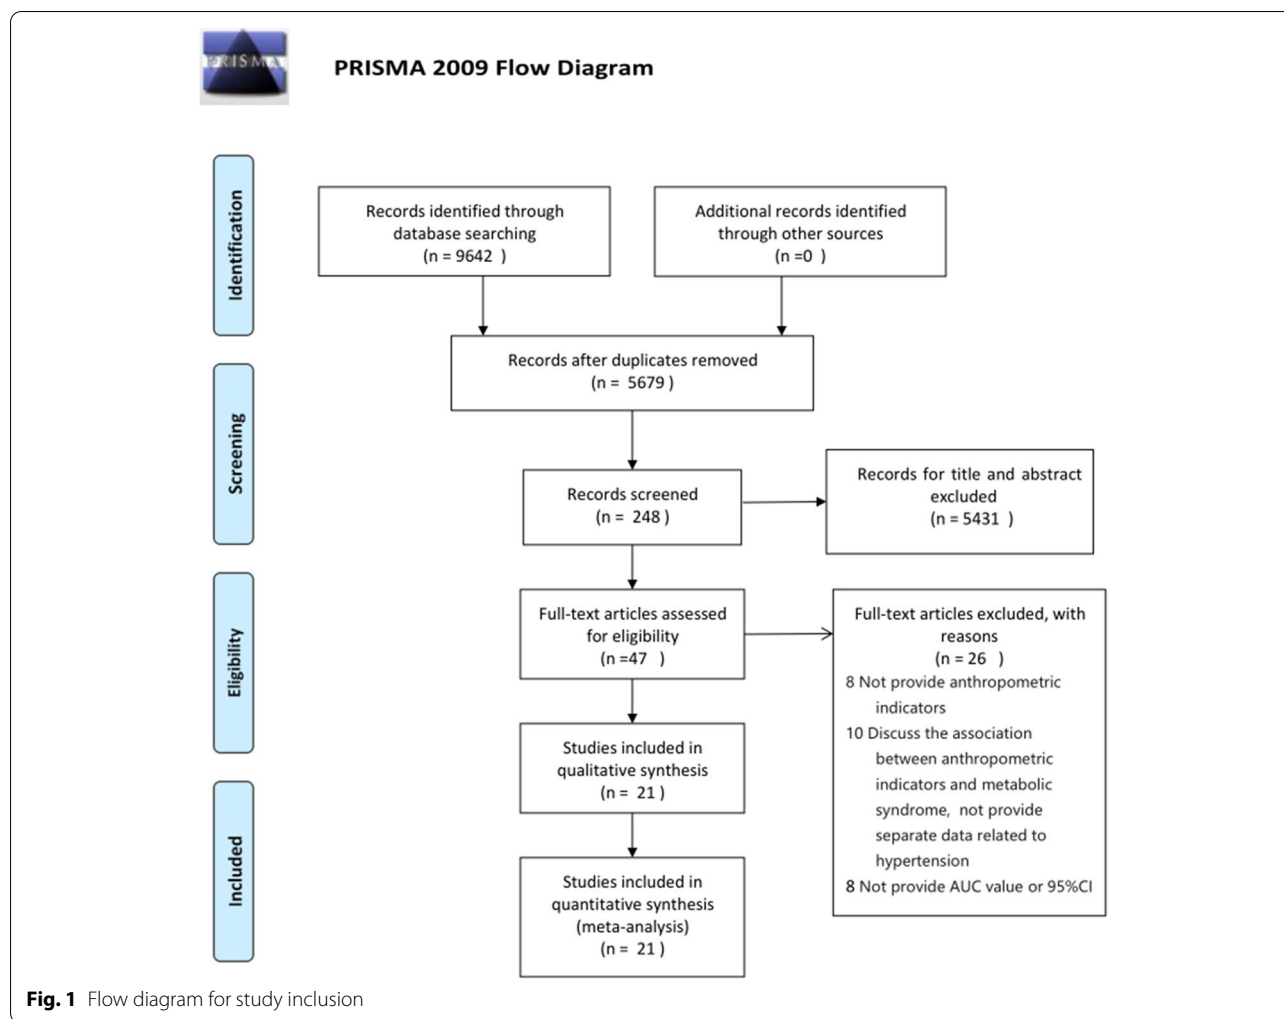 PRISMA
PRISMA 2009 Flow Diagram
Identification
Records identified through
database searching
(n = 9642 )
Additional records identified
through other sources
(n =0 )
Records after duplicates removed
(n = 5679 )
Screening
Records screened
(n = 248 )
Records for title and abstract
excluded
(n = 5431 )
Eligibility
Full-text articles assessed
for eligibility
(n =47 )
Full-text articles excluded, with
reasons
(n = 26 )
8 Not provide anthropometric
indicators
10 Discuss the association
between anthropometric
indicators and metabolic
syndrome, not provide
separate data related to
hypertension
8 Not provide AUC value or 95%CI
Studies included in
qualitative synthesis
(n = 21 )
Included
Studies included in
quantitative synthesis
(meta-analysis)
(n = 21 )
Fig. 1 Flow diagram for study inclusion